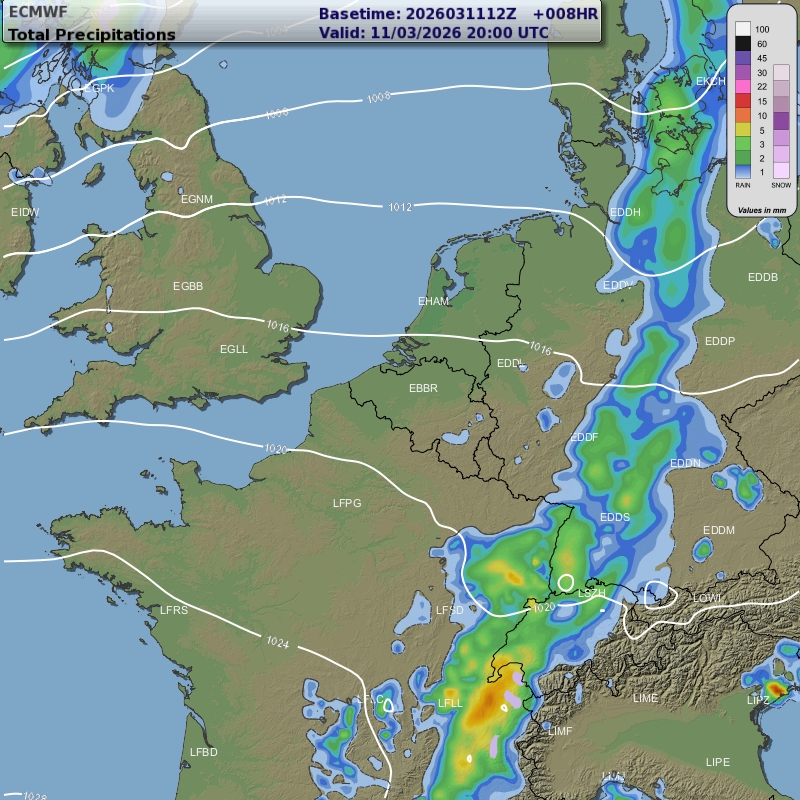 ECMWF
Total Precipitations
Basetime: 2026031112Z +008HR
Valid: 11/03/2026 20:00 UTC
100
60
45
30
22
15
10
5
3
2
1
RAIN SNOW
Values in mm
EGPK
EKCH
1008
1008
EGNM
1012
1012
EIDW
EDDH
EGBB
EDDV
EDDB
EHAM
1016
1016
EGLL
EDDP
EDDL
EBBR
EDDF
1020
EDDN
LFPG
EDDS
EDDM
LSZH
LOWI
LFRS
LFSD
1020
1024
LFLC
LFLL
LIME
LIPZ
LIMF
LFBD
LIPE
1028